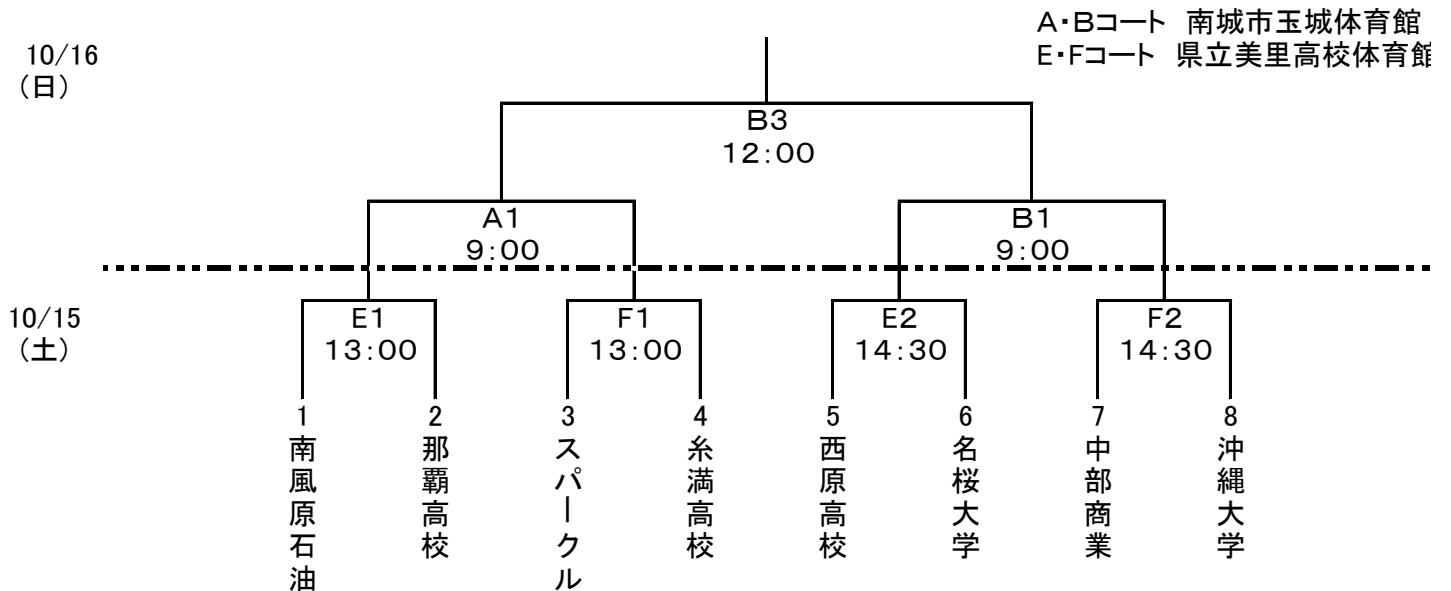 A・Bコート 南城市玉城体育館
E・Fコート 県立美里高校体育館
10/16
（日）
B3
12:00
A1
9:00
B1
9:00
10/15
（土）
E1
13:00
F1
13:00
E2
14:30
F2
14:30
1
南風原石油
2
那覇高校
3
スパークル
4
糸満高校
5
西原高校
6
名桜大学
7
中部商業
8
沖縄大学